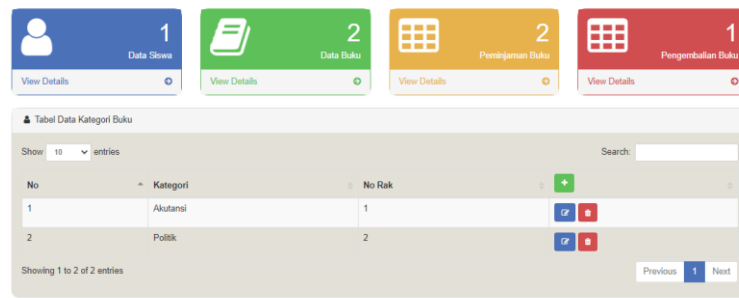 1
Data Siswa
View Details
2
Data Buku
View Details
2
Peminjaman Buku
View Details
1
Pengembalian Buku
View Details
Tabel Data Kategori Buku
Show 10 entries
Search:
No Kategori No Rak
1 Akutansi 1
2 Politik 2
Showing 1 to 2 of 2 entries
Previous 1 Next